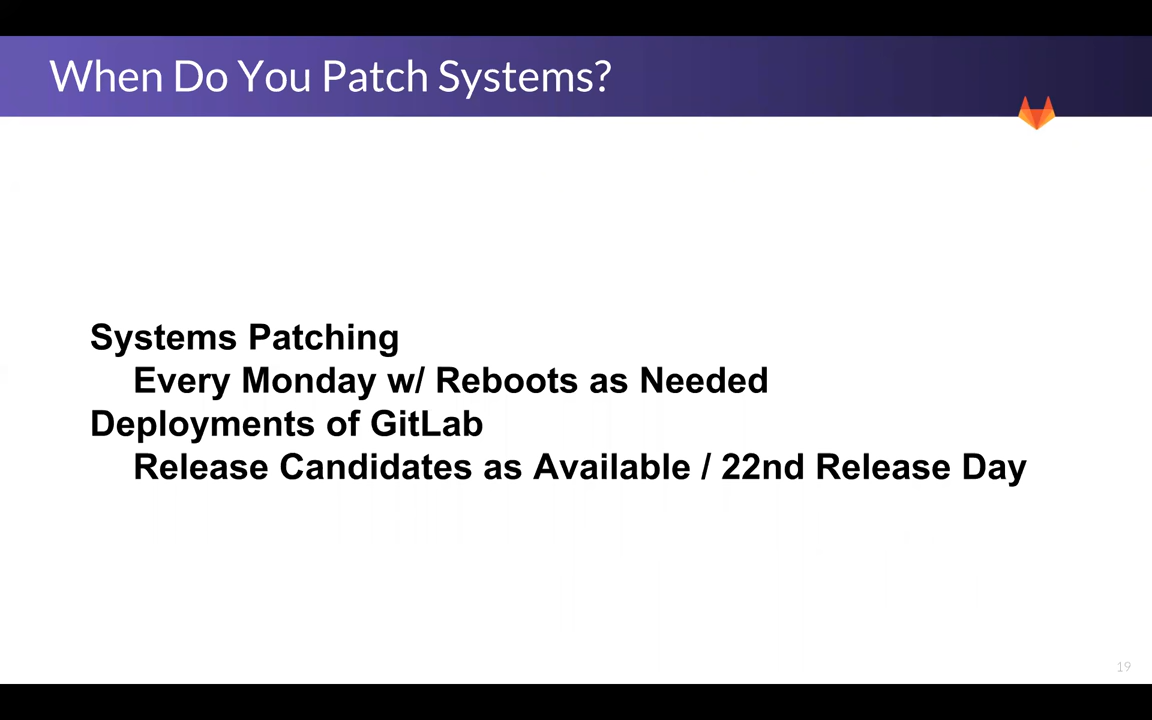 When Do You Patch Systems?
Systems Patching
Every Monday w/ Reboots as Needed
Deployments of GitLab
Release Candidates as Available / 22nd Release Day
19